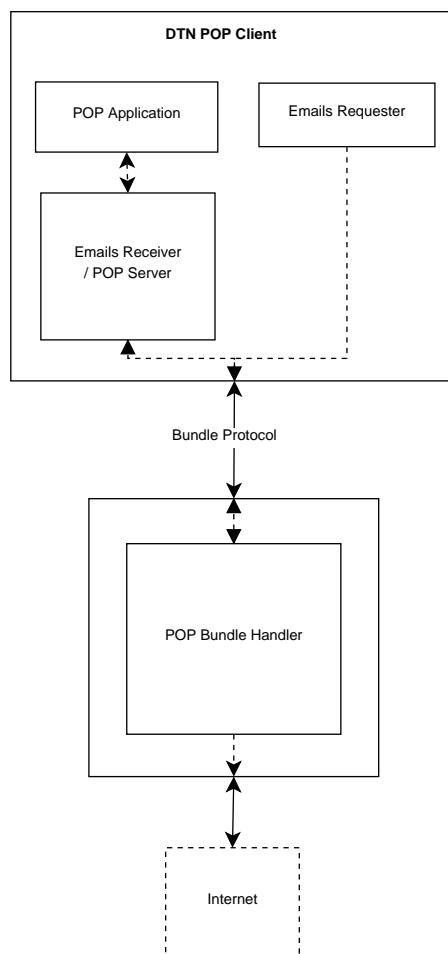 DTN POP Client
POP Application
Emails Requester
Emails Receiver
/ POP Server
Bundle Protocol
POP Bundle Handler
Internet